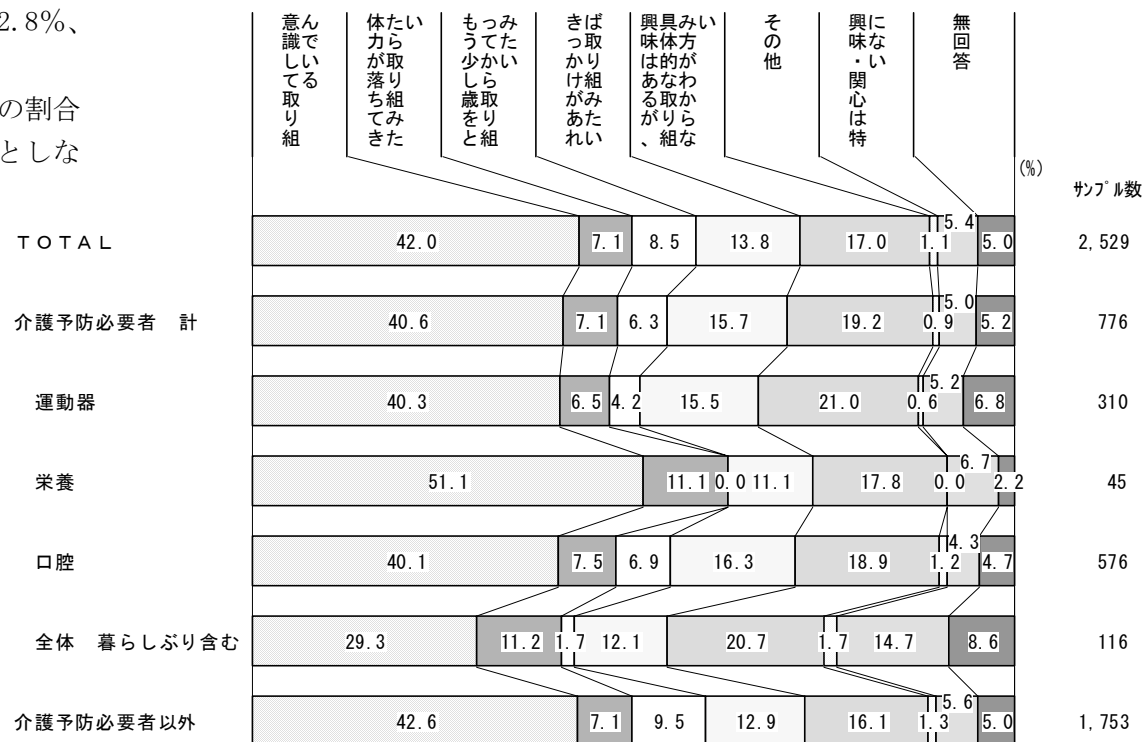 2.8%、
の割合
としな
意識して取り組
んでいる
体力が落ちてき
たら取り組みた
い
もう少し歳をと
ってから取り組
みたい
きっかけがあれ
ば取り組みたい
興味はあるが、
具体的な取り組
み方がわからな
い
その他
興味・関心は特
にない
無回答
(%)
ｻﾝﾌﾟﾙ数
ＴＯＴＡＬ 42.0 7.1 8.5 13.8 17.0 1.1 5.4 5.0 2,529
介護予防必要者　計 40.6 7.1 6.3 15.7 19.2 0.9 5.0 5.2 776
運動器 40.3 6.5 4.2 15.5 21.0 0.6 5.2 6.8 310
栄養 51.1 11.1 0.0 11.1 17.8 0.0 6.7 2.2 45
口腔 40.1 7.5 6.9 16.3 18.9 1.2 4.3 4.7 576
全体　暮らしぶり含む 29.3 11.2 1.7 12.1 20.7 1.7 14.7 8.6 116
介護予防必要者以外 42.6 7.1 9.5 12.9 16.1 1.3 5.6 5.0 1,753